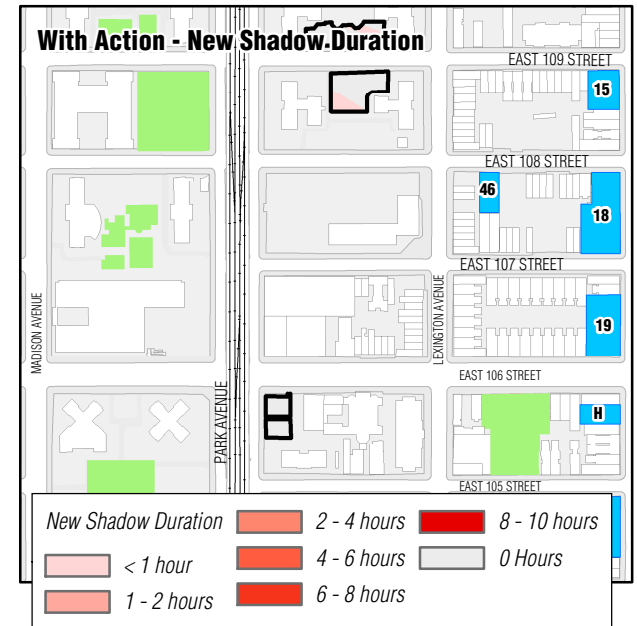 With Action - New Shadow Duration
EAST 109 STREET
15
EAST 108 STREET
46
18
EAST 107 STREET
MADISON AVENUE
LEXINGTON AVENUE
19
EAST 106 STREET
PARK AVENUE
H
EAST 105 STREET
New Shadow Duration
< 1 hour
1 - 2 hours
2 - 4 hours
4 - 6 hours
6 - 8 hours
8 - 10 hours
0 Hours